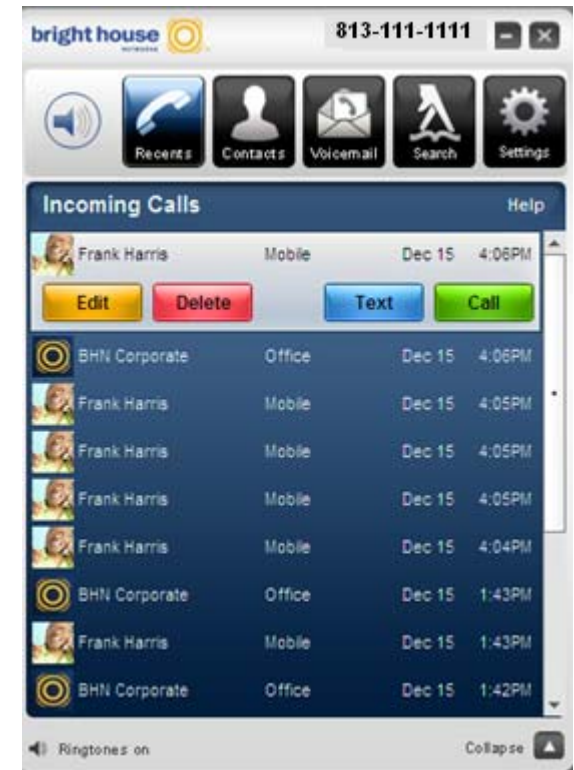 bright house 813-111-1111
NETWORKS
Recents Contacts Voicemail Search Settings
Incoming Calls Help
Frank Harris Mobile Dec 15 4:06PM
Edit Delete Text Call
BHN Corporate Office Dec 15 4:06PM
Frank Harris Mobile Dec 15 4:05PM
Frank Harris Mobile Dec 15 4:05PM
Frank Harris Mobile Dec 15 4:05PM
Frank Harris Mobile Dec 15 4:04PM
BHN Corporate Office Dec 15 1:43PM
Frank Harris Mobile Dec 15 1:43PM
BHN Corporate Office Dec 15 1:42PM
Ringtones on Collapse